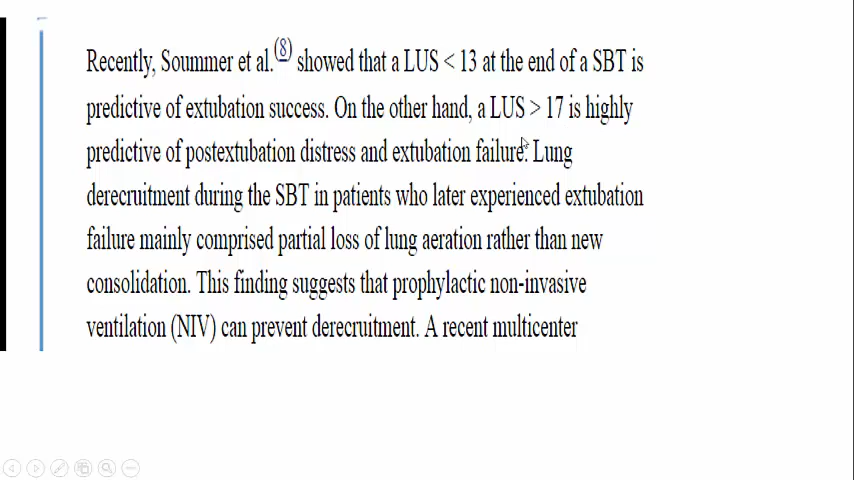 Recently, Soummer et al.(8) showed that a LUS < 13 at the end of a SBT is
predictive of extubation success. On the other hand, a LUS > 17 is highly
predictive of postextubation distress and extubation failure. Lung
derecruitment during the SBT in patients who later experienced extubation
failure mainly comprised partial loss of lung aeration rather than new
consolidation. This finding suggests that prophylactic non-invasive
ventilation (NIV) can prevent derecruitment. A recent multicenter